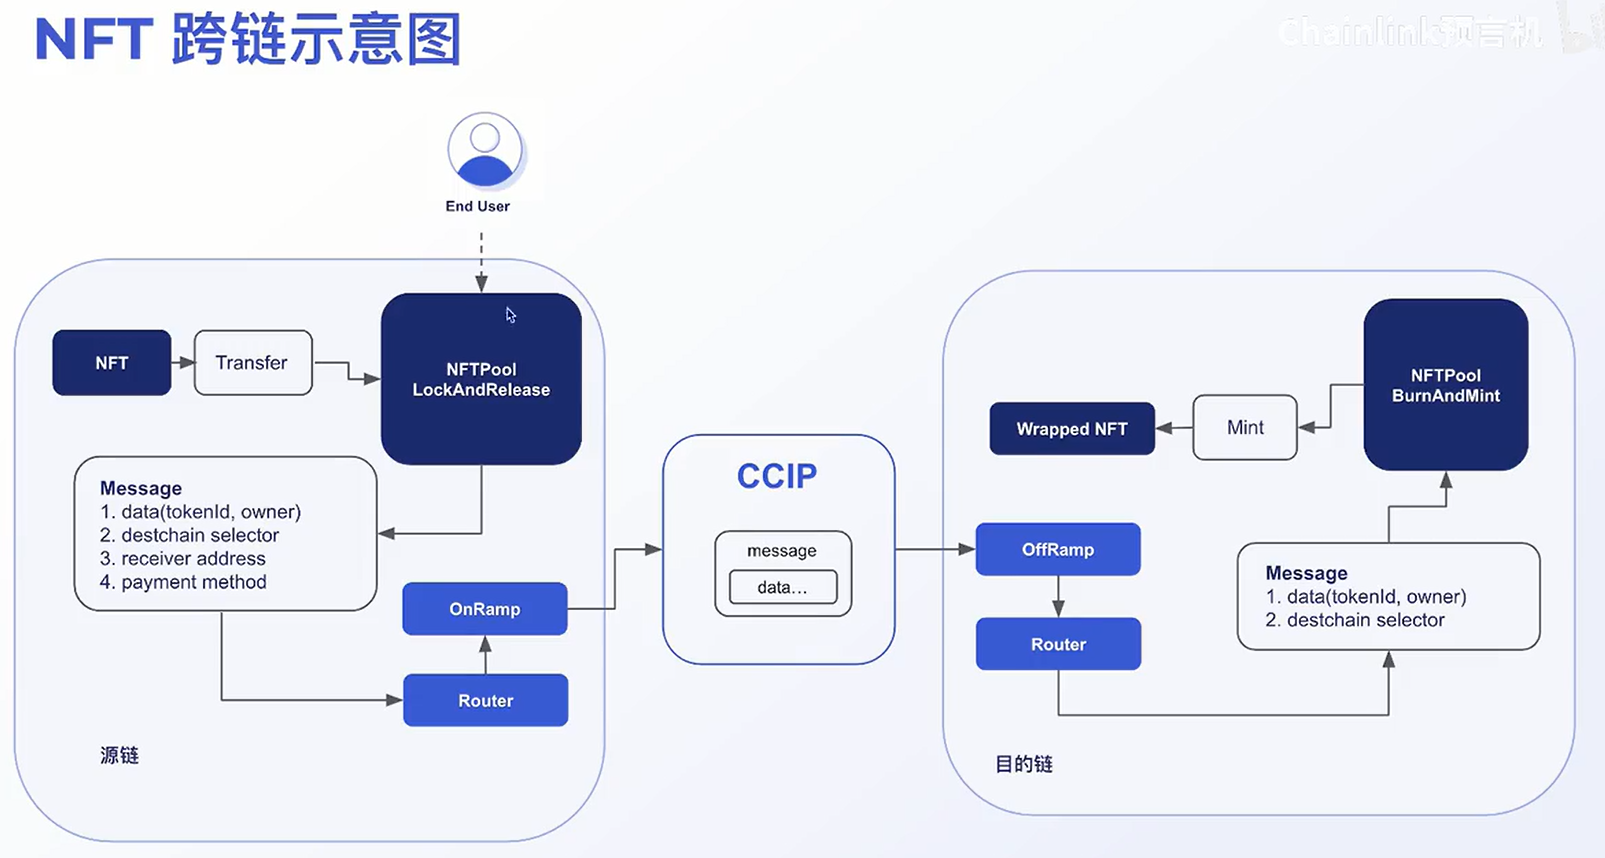 NFT 跨链示意图
Chainlink预言机
End User
NFT
Transfer
NFTPool
LockAndRelease
Message
1. data(tokenId, owner)
2. destchain selector
3. receiver address
4. payment method
OnRamp
Router
源链
CCIP
message
data...
OffRamp
Router
目的链
Wrapped NFT
Mint
NFTPool
BurnAndMint
Message
1. data(tokenId, owner)
2. destchain selector